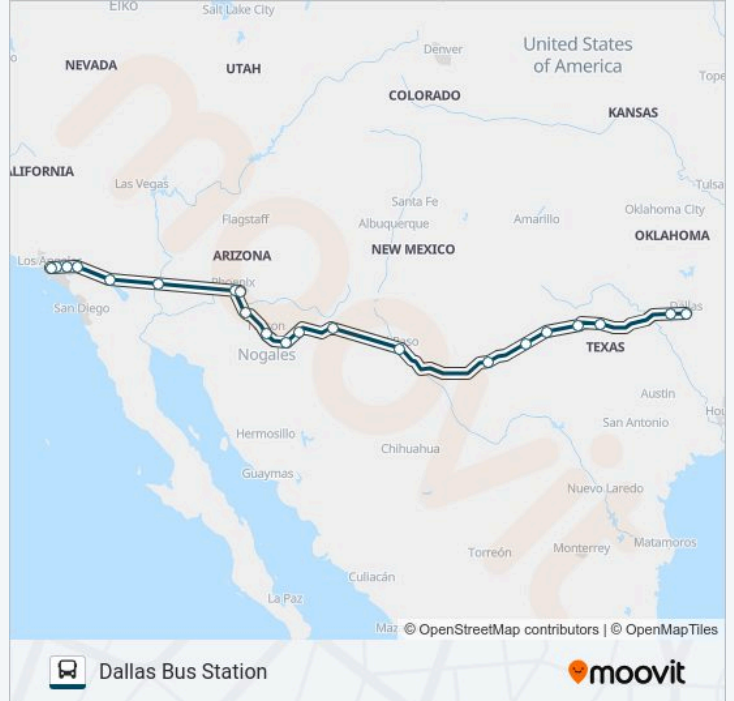 Elko
Salt Lake City
Denver
United States
of America
NEVADA
UTAH
Tope
COLORADO
KANSAS
ALIFORNIA
Las Vegas
Tulsa
Santa Fe
Oklahoma City
Flagstaff
Albuquerque
Amarillo
OKLAHOMA
ARIZONA
NEW MEXICO
Los Angeles
Phoenix
San Diego
Dallas
Nogales
Paso
TEXAS
Austin
Hou
San Antonio
Hermosillo
Chihuahua
Guaymas
Nuevo Laredo
Matamoros
Torreón
Monterrey
Culiacán
La Paz
Maz
© OpenStreetMap contributors | © OpenMapTiles
moovit
Dallas Bus Station
moovit